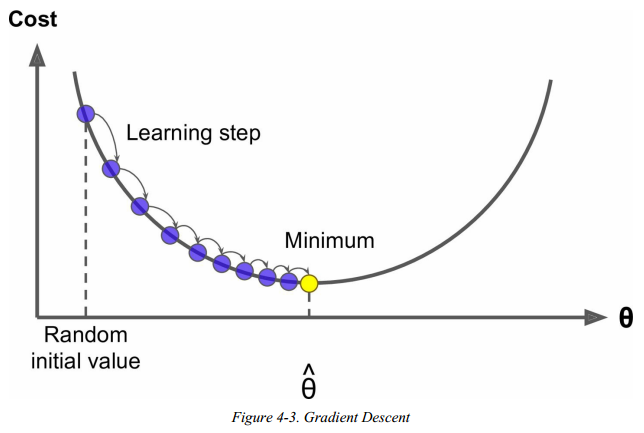 Cost
Learning step
Minimum
θ
Random
initial value
θ̂
Figure 4-3. Gradient Descent